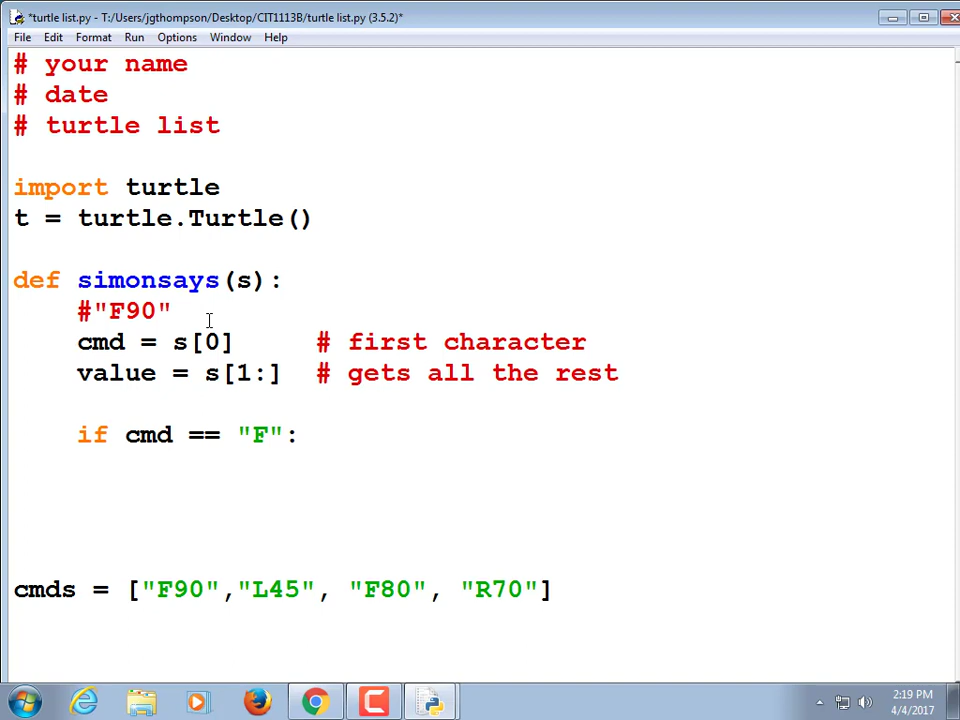 *turtle list.py - T:/Users/jgthompson/Desktop/CIT1113B/turtle list.py (3.5.2)*
File Edit Format Run Options Window Help
# your name
# date
# turtle list
import turtle
t = turtle.Turtle()
def simonsays(s):
#"F90"
cmd = s[0] # first character
value = s[1:] # gets all the rest
if cmd == "F":
cmds = ["F90","L45", "F80", "R70"]
2:19 PM
4/4/2017